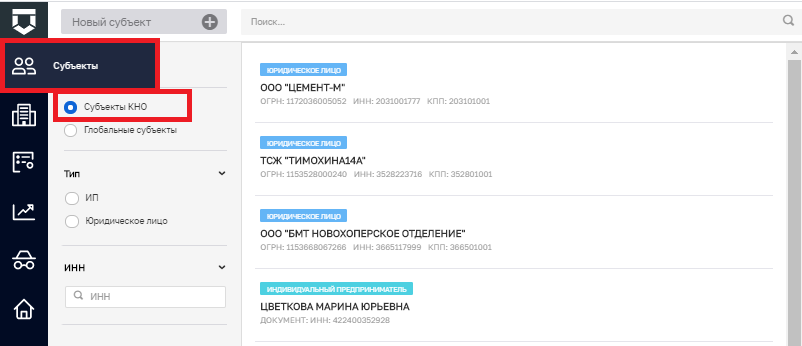 Новый субъект
Поиск...
Субъекты
Субъекты КНО
Глобальные субъекты
Тип
ИП
Юридическое лицо
ИНН
ИНН
ЮРИДИЧЕСКОЕ ЛИЦО
ООО "ЦЕМЕНТ-М"
ОГРН: 1172036005052 ИНН: 2031001777 КПП: 203101001
ЮРИДИЧЕСКОЕ ЛИЦО
ТСЖ "ТИМОХИНА14А"
ОГРН: 1153528000240 ИНН: 3528223716 КПП: 352801001
ЮРИДИЧЕСКОЕ ЛИЦО
ООО "БМТ НОВОХОПЕРСКОЕ ОТДЕЛЕНИЕ"
ОГРН: 1153668067266 ИНН: 3665117999 КПП: 366501001
ИНДИВИДУАЛЬНЫЙ ПРЕДПРИНИМАТЕЛЬ
ЦВЕТКОВА МАРИНА ЮРЬЕВНА
ДОКУМЕНТ: ИНН: 422400352928